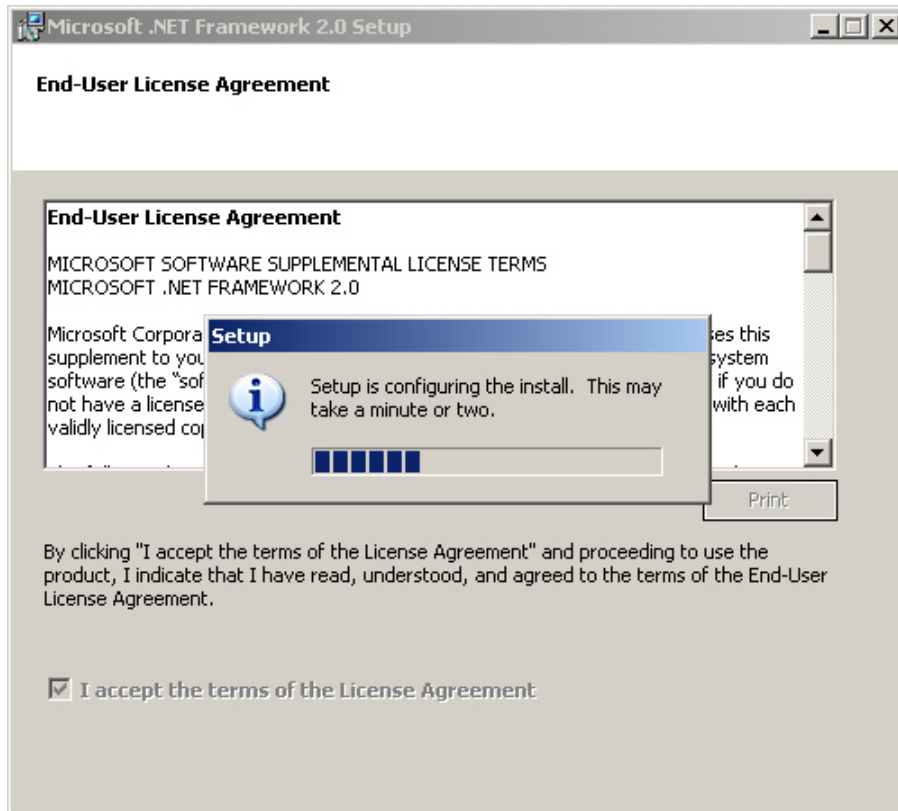 Microsoft .NET Framework 2.0 Setup
End-User License Agreement
End-User License Agreement
MICROSOFT SOFTWARE SUPPLEMENTAL LICENSE TERMS
MICROSOFT .NET FRAMEWORK 2.0
Microsoft Corpora
ses this
supplement to you
system
software (the "sof
if you do
not have a license
with each
validly licensed cop
Setup
Setup is configuring the install. This may
take a minute or two.
Print
By clicking "I accept the terms of the License Agreement" and proceeding to use the
product, I indicate that I have read, understood, and agreed to the terms of the End-User
License Agreement.
I accept the terms of the License Agreement